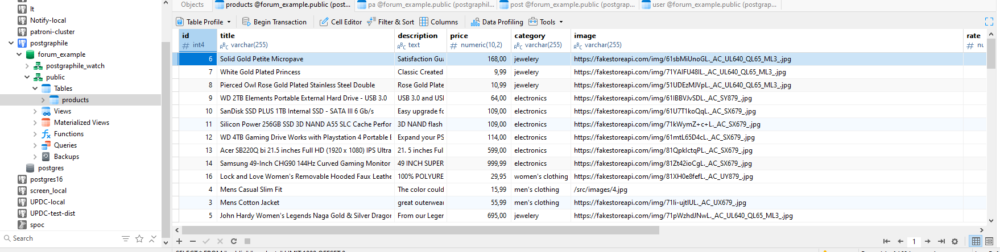 Objects
products @forum_example.public (post...
pa @forum_example.public (postgraphil...
post @forum_example.public (postgrap...
user @forum_example.public (postgrap...
lt
Notify-local
patroni-cluster
postgraphile
forum_example
postgraphile_watch
public
Tables
products
Views
Materialized Views
Functions
Queries
Backups
postgres
postgres16
screen_local
UPDC-local
UPDC-test-dist
spoc
Search
Table Profile
Begin Transaction
Cell Editor
Filter & Sort
Columns
Data Profiling
Tools
id title description price category image rate
# int4 ABC varchar(255) ABC text # numeric(10,2) ABC varchar(255) ABC varchar(255) # nu
6 Solid Gold Petite Micropave Satisfaction Gua 168,00 jewelery https://fakestoreapi.com/img/61sbMiUnoGL._AC_UL640_QL65_ML3_.jpg
7 White Gold Plated Princess Classic Created 9,99 jewelery https://fakestoreapi.com/img/71YAIFU48IL._AC_UL640_QL65_ML3_.jpg
8 Pierced Owl Rose Gold Plated Stainless Steel Double Rose Gold Plate 10,99 jewelery https://fakestoreapi.com/img/51UDEzMJVpL._AC_UL640_QL65_ML3_.jpg
9 WD 2TB Elements Portable External Hard Drive - USB 3.0 USB 3.0 and USI 64,00 electronics https://fakestoreapi.com/img/61IBBVJvSDL._AC_SY879_.jpg
10 SanDisk SSD PLUS 1TB Internal SSD - SATA III 6 Gb/s Easy upgrade fo 109,00 electronics https://fakestoreapi.com/img/61U7T1koQqL._AC_SX679_.jpg
11 Silicon Power 256GB SSD 3D NAND A55 SLC Cache Perfor 3D NAND flash 109,00 electronics https://fakestoreapi.com/img/71kWymZ+c+L._AC_SX679_.jpg
12 WD 4TB Gaming Drive Works with Playstation 4 Portable E Expand your PS 114,00 electronics https://fakestoreapi.com/img/61mtL65D4cL._AC_SX679_.jpg
13 Acer SB220Q bi 21.5 inches Full HD (1920 x 1080) IPS Ultra 21. 5 inches Ful 599,00 electronics https://fakestoreapi.com/img/81QpkIctqPL._AC_SX679_.jpg
14 Samsung 49-Inch CHG90 144Hz Curved Gaming Monitor 49 INCH SUPER 999,99 electronics https://fakestoreapi.com/img/81Zt42ioCgL._AC_SX679_.jpg
16 Lock and Love Women's Removable Hooded Faux Leathe 100% POLYURE 29,95 women's clothing https://fakestoreapi.com/img/81XH0e8fefL._AC_UY879_.jpg
4 Mens Casual Slim Fit The color could 15,99 men's clothing /src/images/4.jpg
3 Mens Cotton Jacket great outerwear 55,99 men's clothing https://fakestoreapi.com/img/71li-ujtlUL._AC_UX679_.jpg
5 John Hardy Women's Legends Naga Gold & Silver Dragor From our Leger 695,00 jewelery https://fakestoreapi.com/img/71pWzhdJNwL._AC_UL640_QL65_ML3_.jpg
1